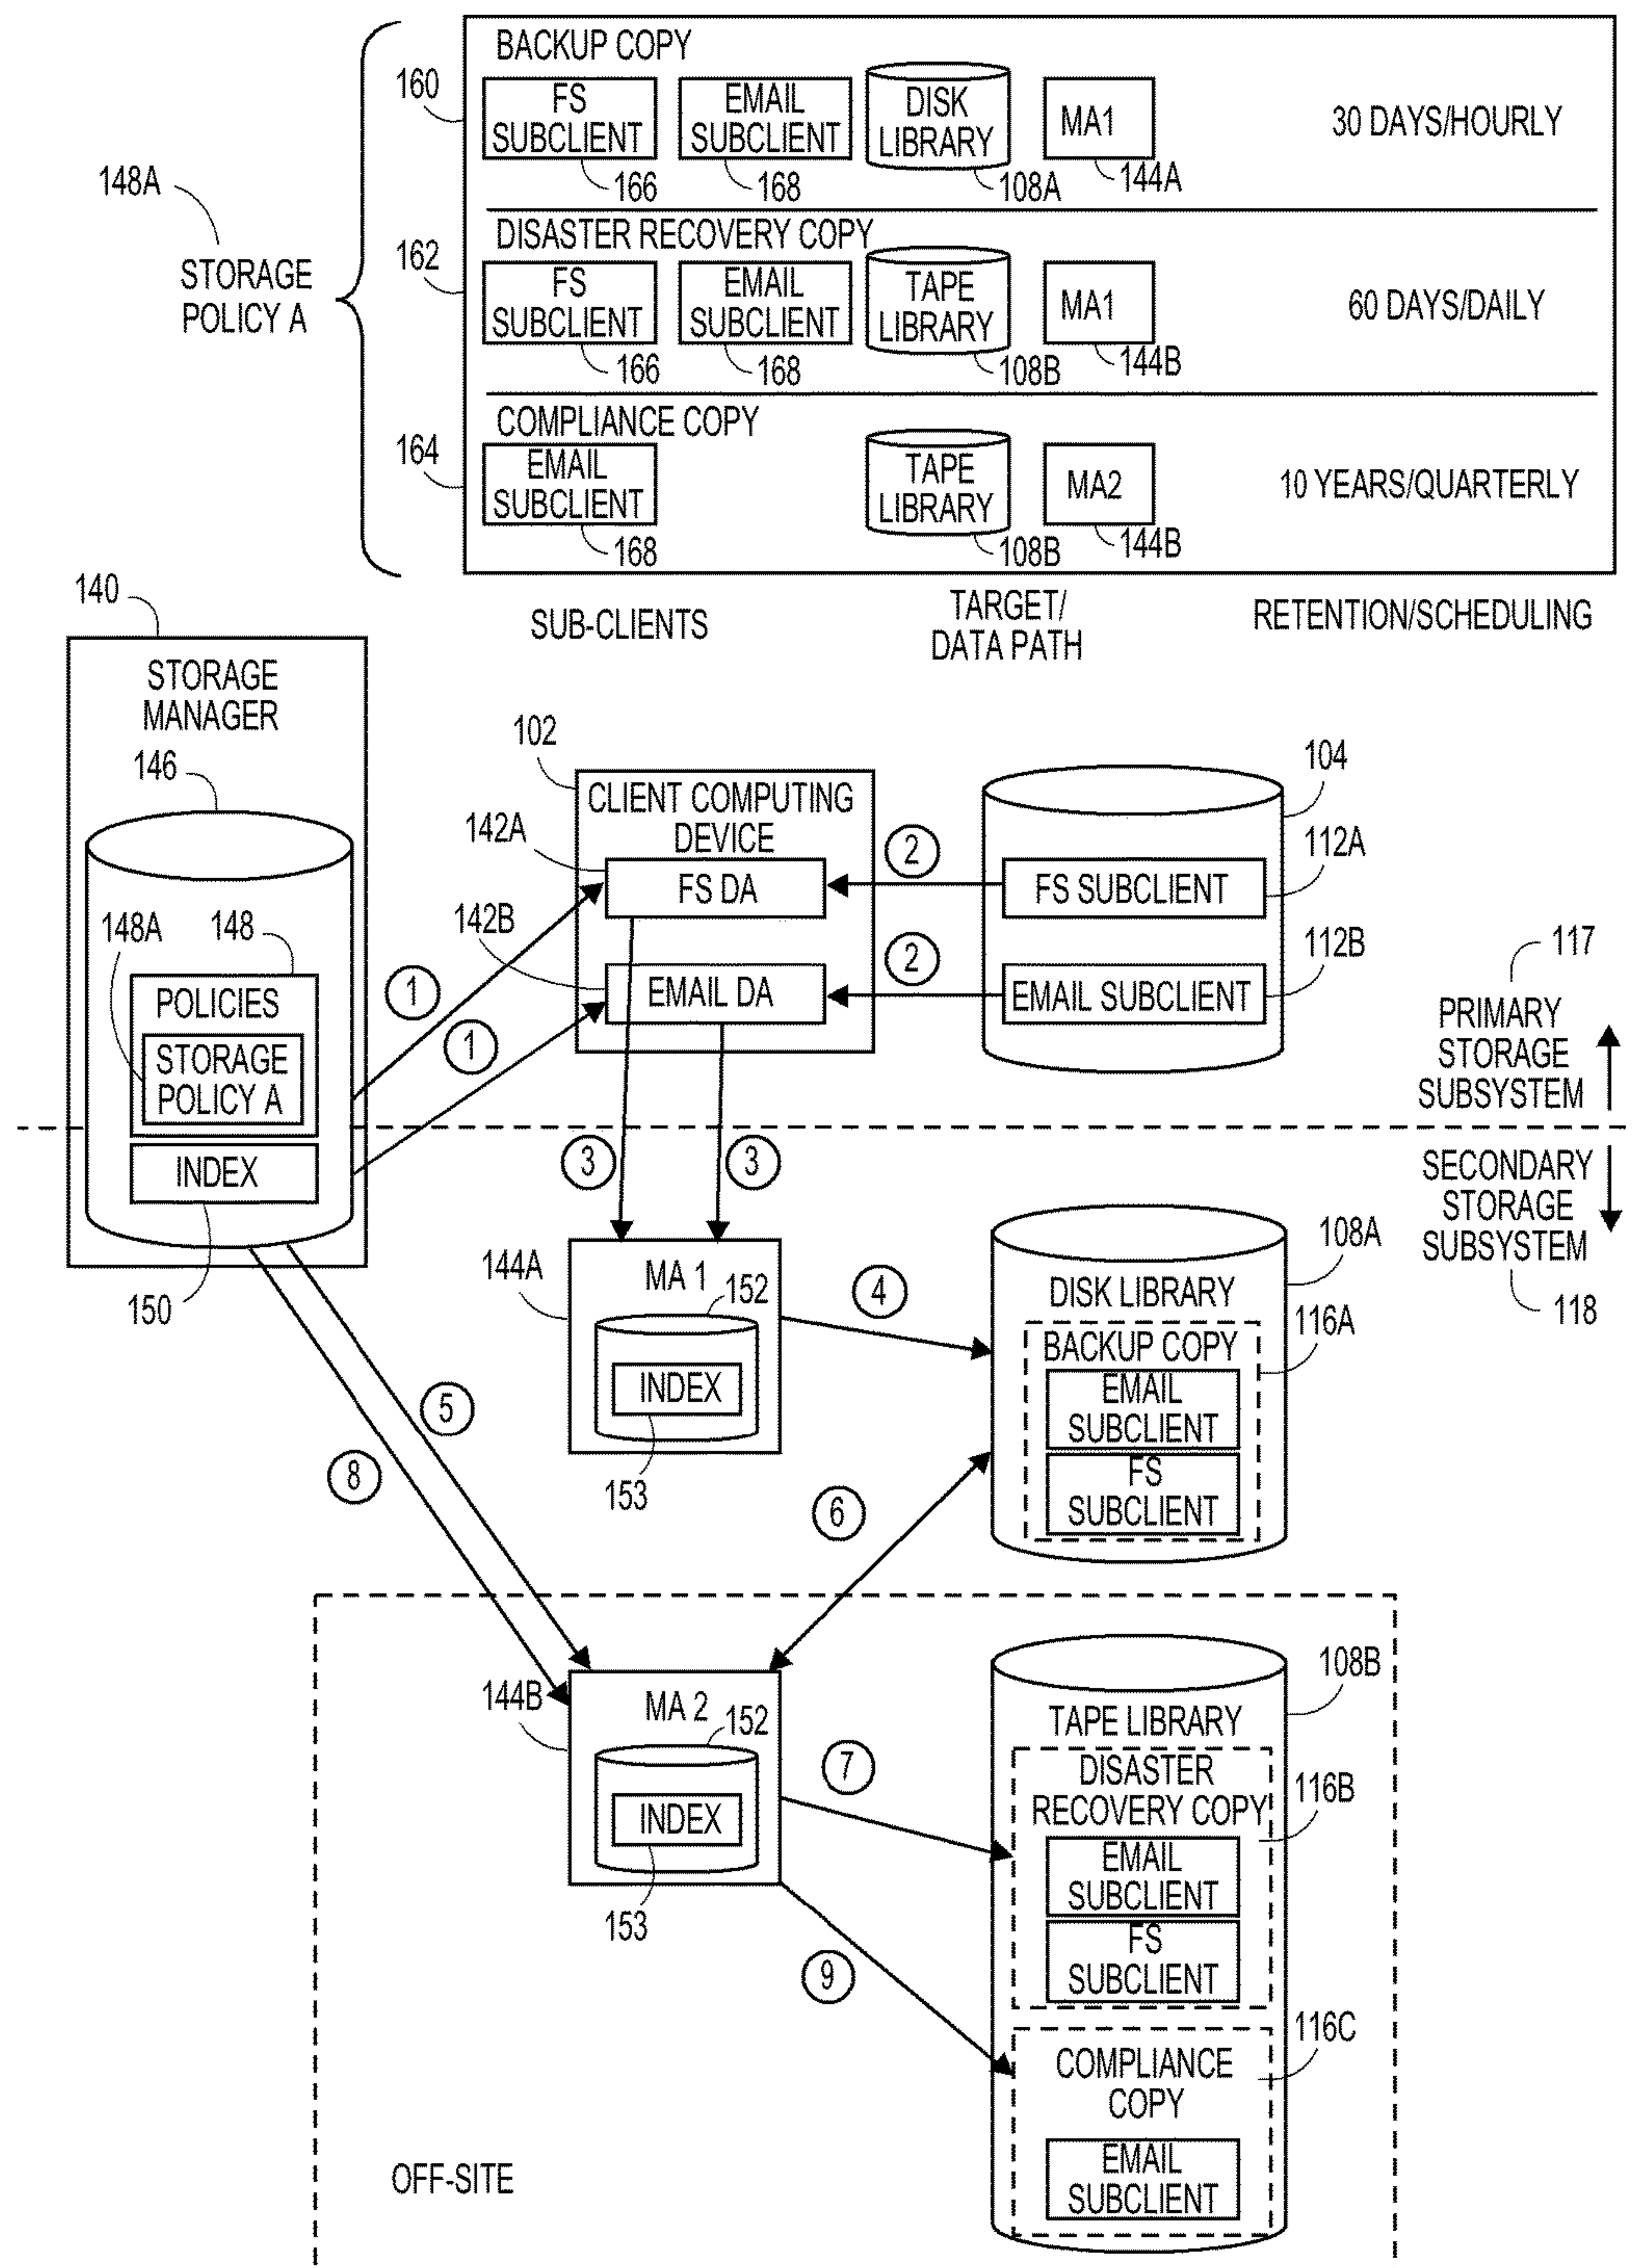 BACKUP COPY
160
FS
SUBCLIENT
166
EMAIL
SUBCLIENT
168
DISK
LIBRARY
108A
MA1
144A
30 DAYS/HOURLY
148A
STORAGE
POLICY A
DISASTER RECOVERY COPY
162
FS
SUBCLIENT
166
EMAIL
SUBCLIENT
168
TAPE
LIBRARY
108B
MA1
144B
60 DAYS/DAILY
COMPLIANCE COPY
164
EMAIL
SUBCLIENT
168
TAPE
LIBRARY
108B
MA2
144B
10 YEARS/QUARTERLY
SUB-CLIENTS
TARGET/
DATA PATH
RETENTION/SCHEDULING
140
STORAGE
MANAGER
146
148A
148
POLICIES
STORAGE
POLICY A
INDEX
150
102
CLIENT COMPUTING
DEVICE
142A
FS DA
142B
EMAIL DA
1
1
2
2
104
112A
FS SUBCLIENT
112B
EMAIL SUBCLIENT
117
PRIMARY
STORAGE
SUBSYSTEM
SECONDARY
STORAGE
SUBSYSTEM
118
3
3
144A
MA 1
152
INDEX
153
4
108A
DISK LIBRARY
116A
BACKUP COPY
EMAIL
SUBCLIENT
FS
SUBCLIENT
5
8
6
144B
MA 2
152
INDEX
153
7
9
108B
TAPE LIBRARY
DISASTER
RECOVERY COPY
116B
EMAIL
SUBCLIENT
FS
SUBCLIENT
116C
COMPLIANCE
COPY
EMAIL
SUBCLIENT
OFF-SITE